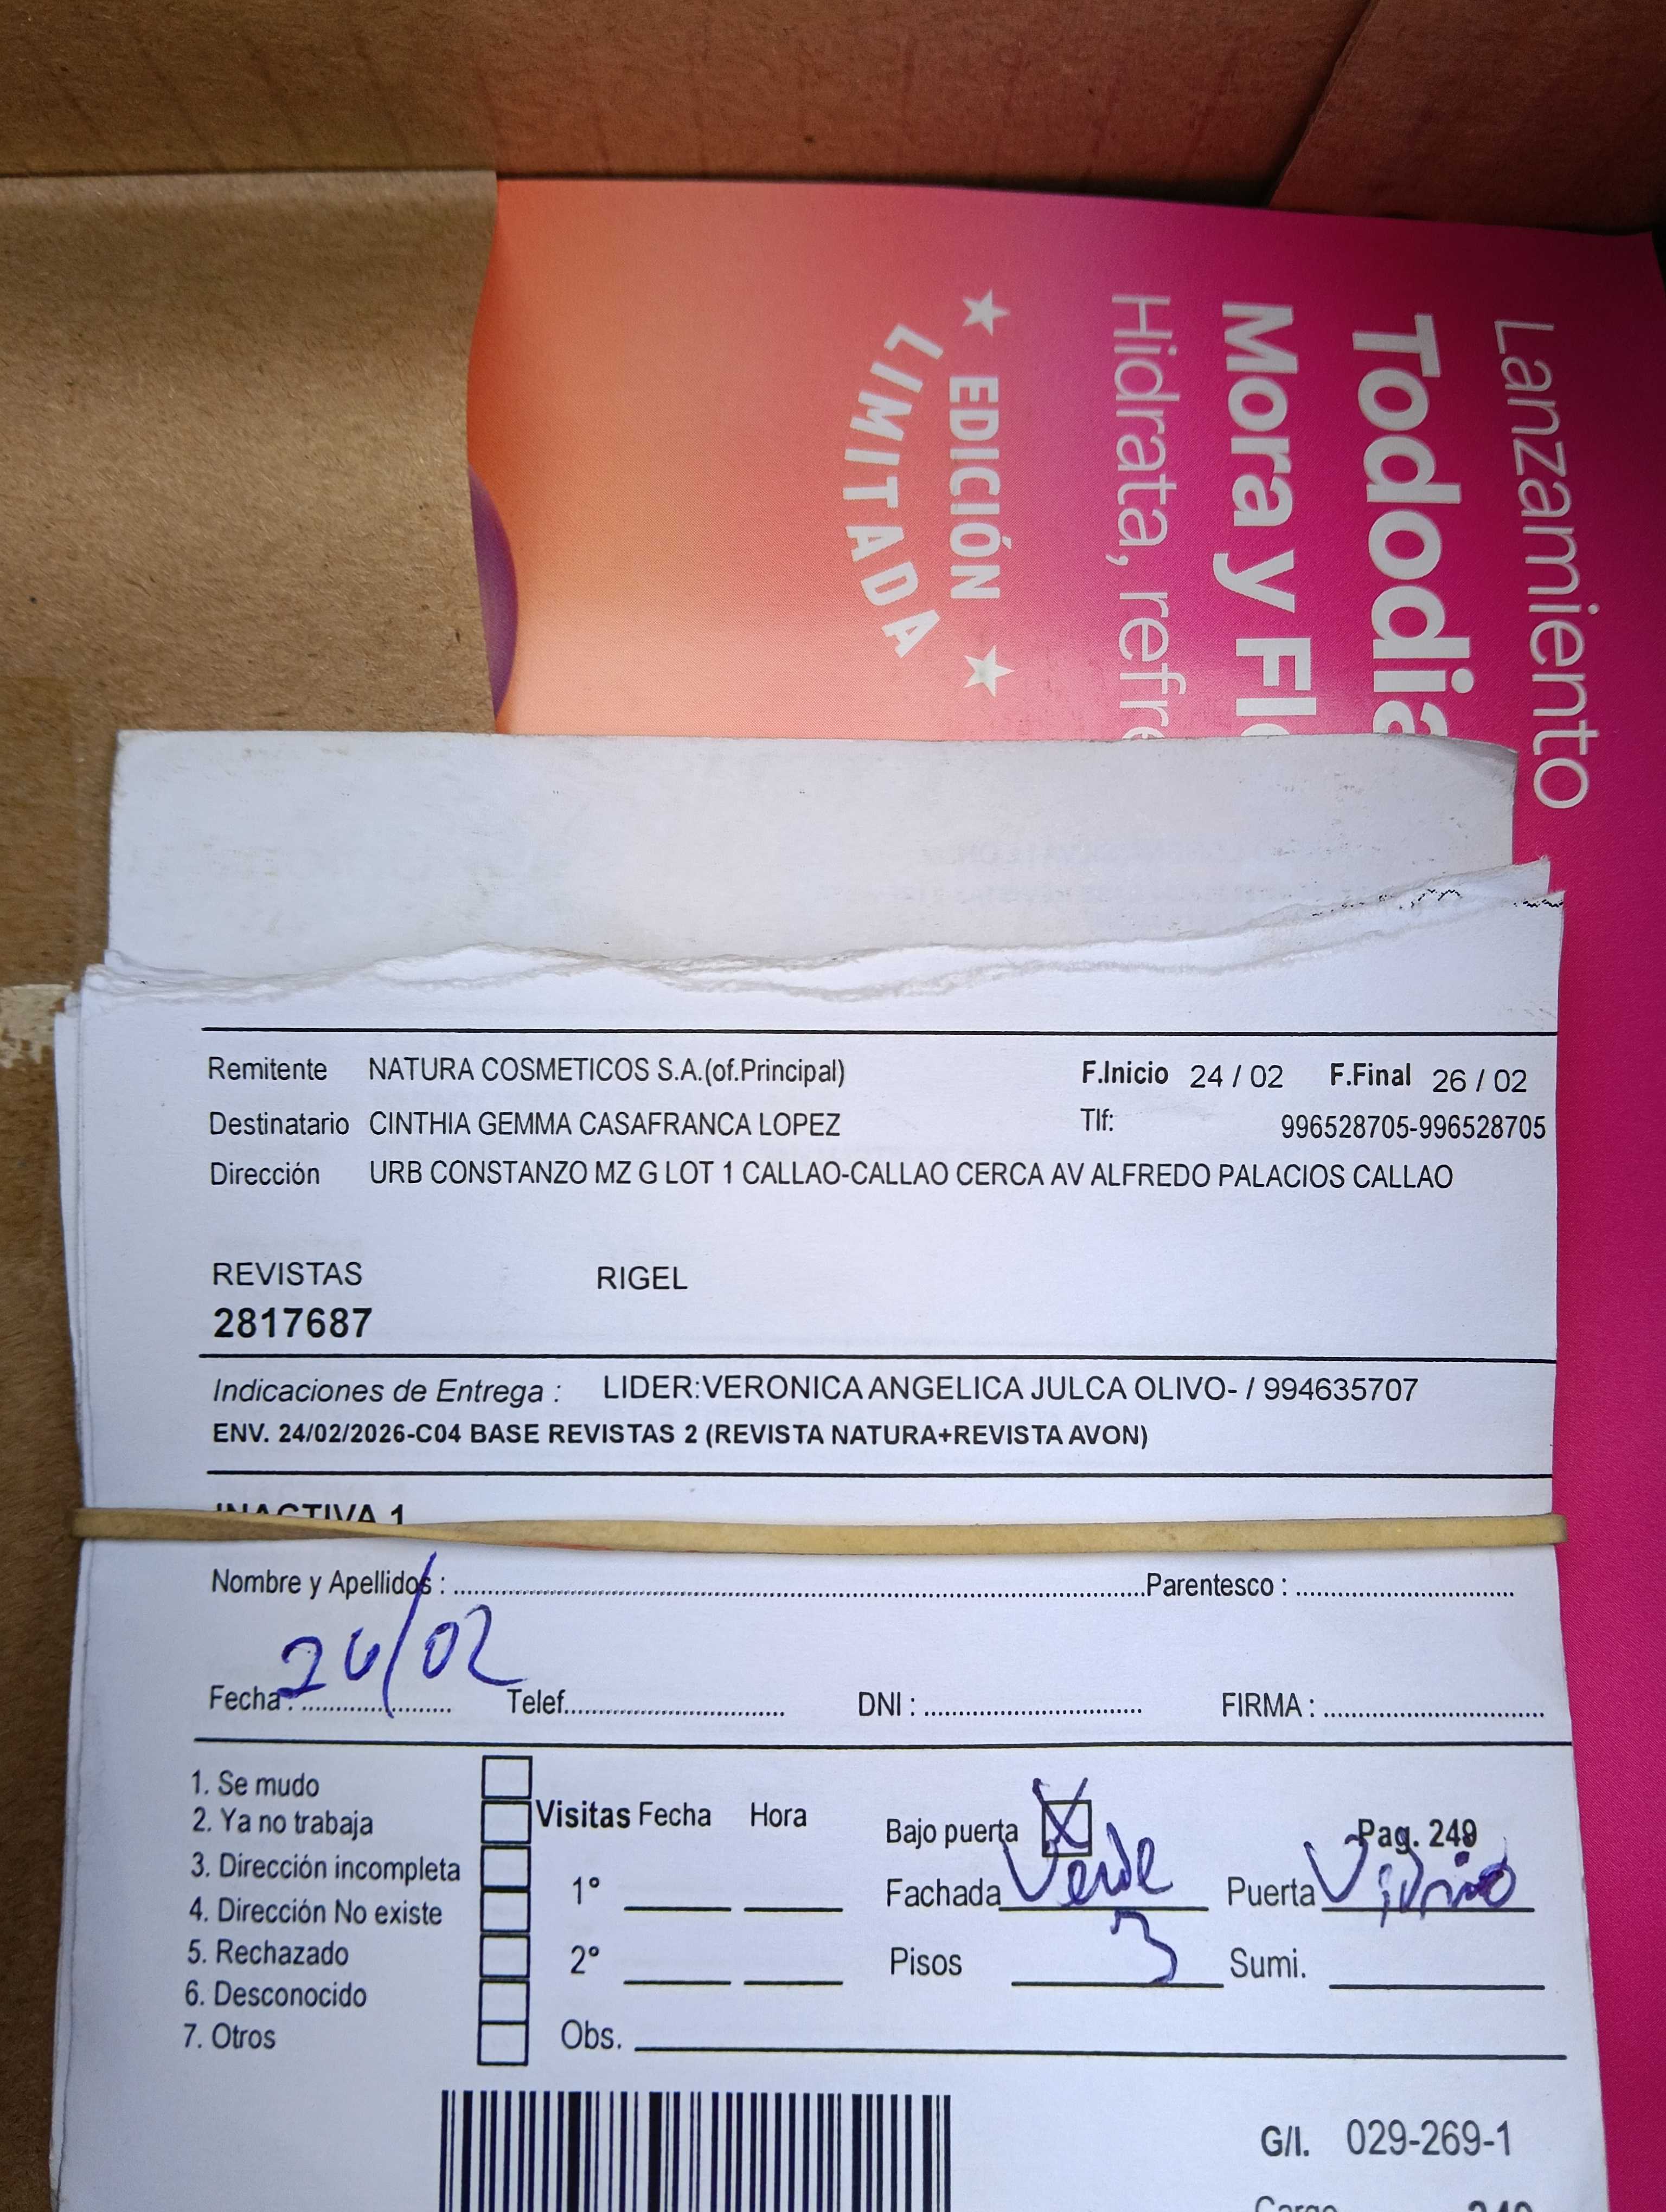 Lanzamiento
Tododia
Mora y Fl
Hidrata, refre
EDICIÓN
LIMITADA
Remitente NATURA COSMETICOS S.A.(of.Principal) F.Inicio 24 / 02 F.Final 26 / 02
Destinatario CINTHIA GEMMA CASAFRANCA LOPEZ Tlf: 996528705-996528705
Dirección URB CONSTANZO MZ G LOT 1 CALLAO-CALLAO CERCA AV ALFREDO PALACIOS CALLAO
REVISTAS RIGEL
2817687
Indicaciones de Entrega : LIDER:VERONICA ANGELICA JULCA OLIVO- / 994635707
ENV. 24/02/2026-C04 BASE REVISTAS 2 (REVISTA NATURA+REVISTA AVON)
INACTIVA 1
Nombre y Apellidos : Parentesco :
Fecha : 26/02 Telef. DNI : FIRMA :
1. Se mudo
2. Ya no trabaja
3. Dirección incompleta
4. Dirección No existe
5. Rechazado
6. Desconocido
7. Otros
Visitas Fecha Hora
1°
2°
Obs.
Bajo puerta X Pag. 249
Fachada Verde Puerta Vidrio
Pisos 3 Sumi.
G/I. 029-269-1
Cargo 249